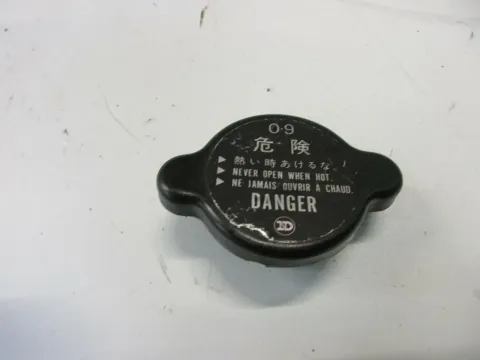 0·9
危険
▶ 熱い時あけるな!
▶ NEVER OPEN WHEN HOT.
▶ NE JAMAIS OUVRIR À CHAUD.
DANGER
ND